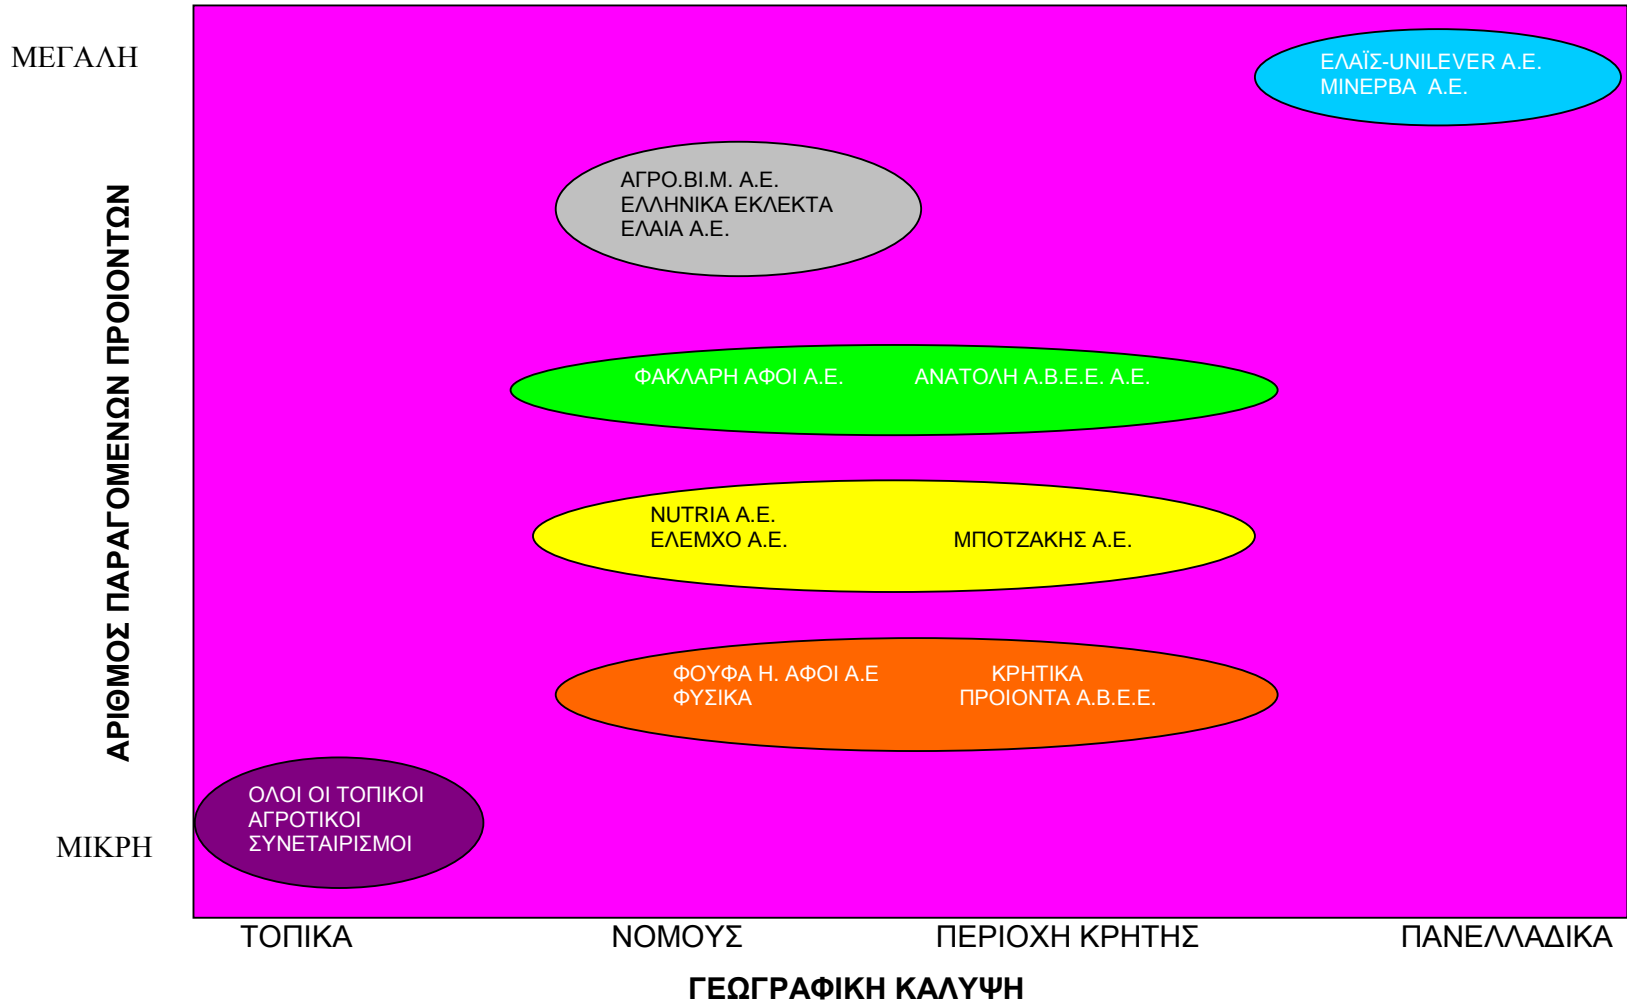 ΜΕΓΑΛΗ
ΕΛΑΪΣ-UNILEVER Α.Ε.
ΜΙΝΕΡΒΑ Α.Ε.
ΑΓΡΟ.ΒΙ.Μ. Α.Ε.
ΕΛΛΗΝΙΚΑ ΕΚΛΕΚΤΑ
ΕΛΑΙΑ Α.Ε.
ΑΡΙΘΜΟΣ ΠΑΡΑΓΟΜΕΝΩΝ ΠΡΟΙΟΝΤΩΝ
ΦΑΚΛΑΡΗ ΑΦΟΙ Α.Ε. ΑΝΑΤΟΛΗ Α.Β.Ε.Ε. Α.Ε.
NUTRIA Α.Ε.
ΕΛΕΜΧΟ Α.Ε. ΜΠΟΤΖΑΚΗΣ Α.Ε.
ΦΟΥΦΑ Η. ΑΦΟΙ Α.Ε ΚΡΗΤΙΚΑ
ΦΥΣΙΚΑ ΠΡΟΙΟΝΤΑ Α.Β.Ε.Ε.
ΟΛΟΙ ΟΙ ΤΟΠΙΚΟΙ
ΑΓΡΟΤΙΚΟΙ
ΣΥΝΕΤΑΙΡΙΣΜΟΙ
ΜΙΚΡΗ
ΤΟΠΙΚΑ ΝΟΜΟΥΣ ΠΕΡΙΟΧΗ ΚΡΗΤΗΣ ΠΑΝΕΛΛΑΔΙΚΑ
ΓΕΩΓΡΑΦΙΚΗ ΚΑΛΥΨΗ